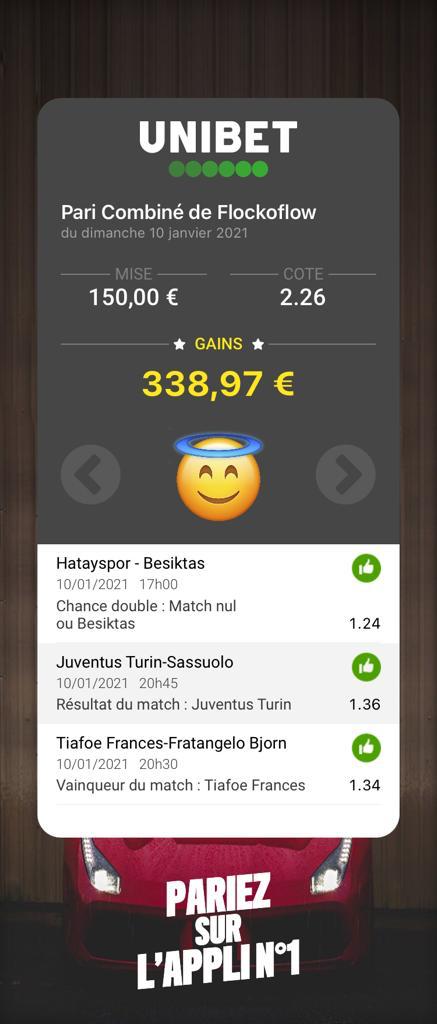 UNIBET
Pari Combiné de Flockoflow
du dimanche 10 janvier 2021
MISE
150,00 €
COTE
2.26
GAINS
338,97 €
Hatayspor - Besiktas
10/01/2021 17h00
Chance double : Match nul
ou Besiktas
1.24
Juventus Turin-Sassuolo
10/01/2021 20h45
Résultat du match : Juventus Turin
1.36
Tiafoe Frances-Fratangelo Bjorn
10/01/2021 20h30
Vainqueur du match : Tiafoe Frances
1.34
PARIEZ
SUR
L'APPLI N°1